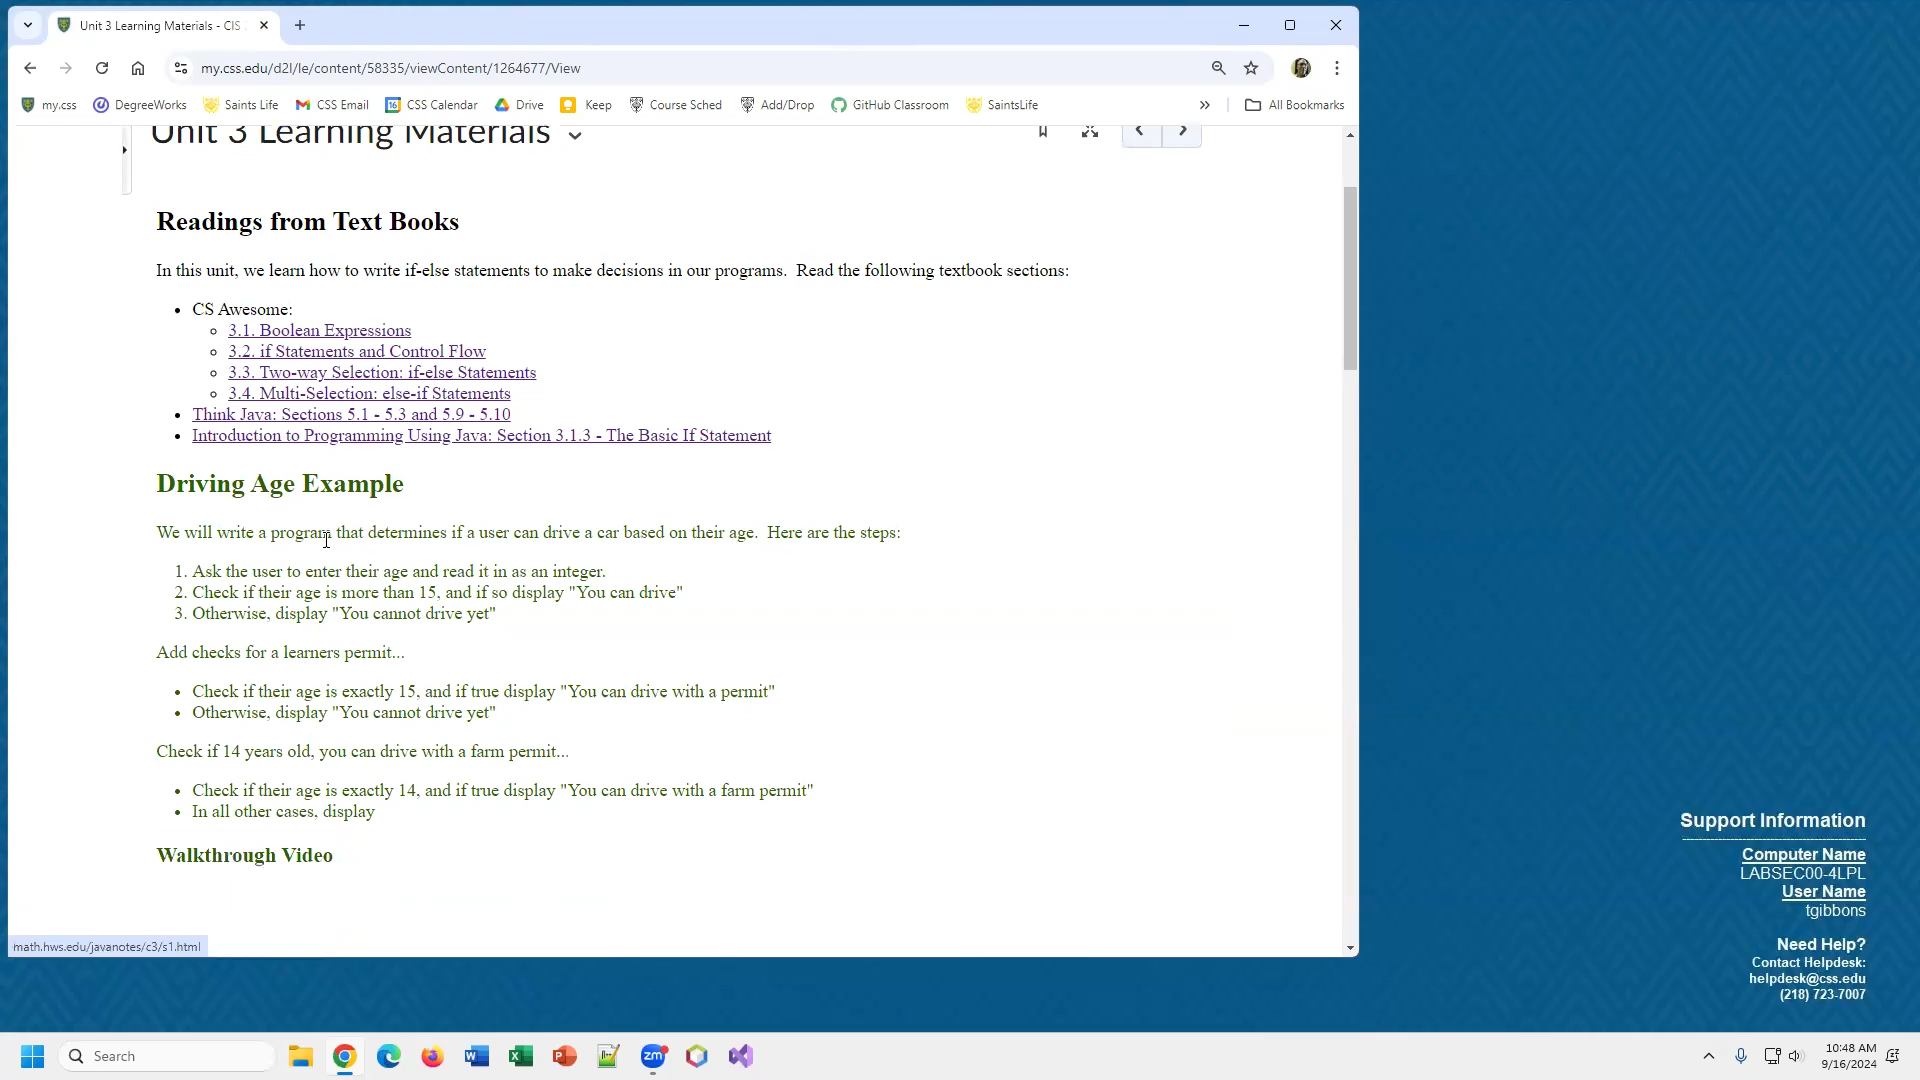 Unit 3 Learning Materials - CIS
my.css.edu/d2l/le/content/58335/viewContent/1264677/View
my.css DegreeWorks Saints Life CSS Email CSS Calendar Drive Keep Course Sched Add/Drop GitHub Classroom SaintsLife » All Bookmarks
Unit 3 Learning Materials
Readings from Text Books
In this unit, we learn how to write if-else statements to make decisions in our programs. Read the following textbook sections:
• CS Awesome:
◦ 3.1. Boolean Expressions
◦ 3.2. if Statements and Control Flow
◦ 3.3. Two-way Selection: if-else Statements
◦ 3.4. Multi-Selection: else-if Statements
• Think Java: Sections 5.1 - 5.3 and 5.9 - 5.10
• Introduction to Programming Using Java: Section 3.1.3 - The Basic If Statement
Driving Age Example
We will write a program that determines if a user can drive a car based on their age. Here are the steps:
1. Ask the user to enter their age and read it in as an integer.
2. Check if their age is more than 15, and if so display "You can drive"
3. Otherwise, display "You cannot drive yet"
Add checks for a learners permit...
• Check if their age is exactly 15, and if true display "You can drive with a permit"
• Otherwise, display "You cannot drive yet"
Check if 14 years old, you can drive with a farm permit...
• Check if their age is exactly 14, and if true display "You can drive with a farm permit"
• In all other cases, display
Walkthrough Video
math.hws.edu/javanotes/c3/s1.html
Support Information
Computer Name
LABSEC00-4LPL
User Name
tgibbons
Need Help?
Contact Helpdesk:
helpdesk@css.edu
(218) 723-7007
Search
zm
10:48 AM
9/16/2024